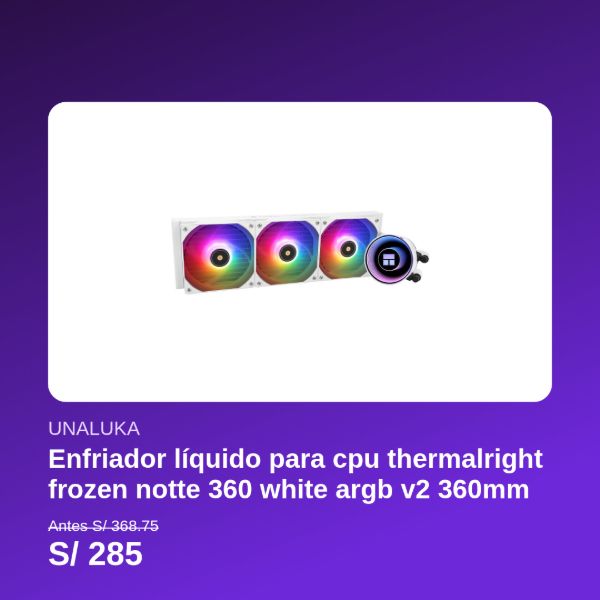 UNALUKA
Enfriador líquido para cpu thermalright
frozen notte 360 white argb v2 360mm
Antes S/ 368.75
S/ 285